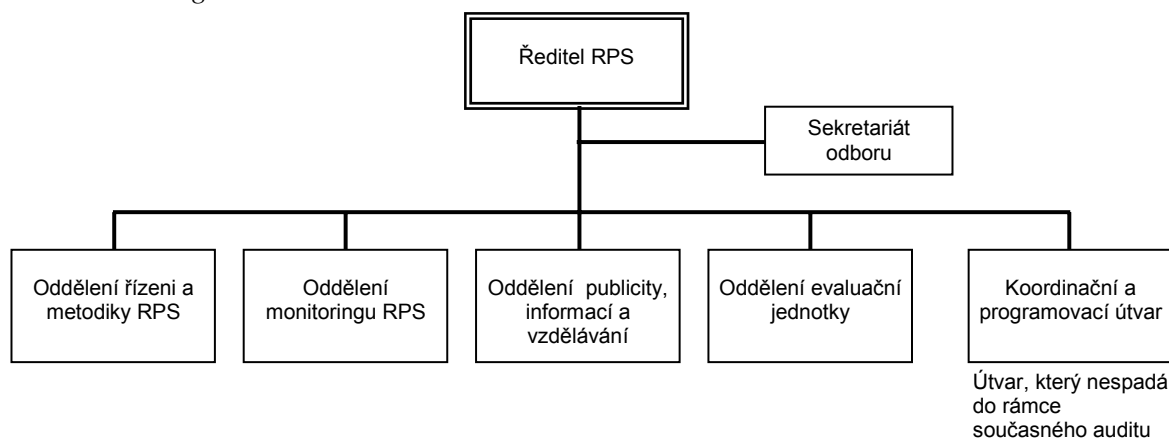 Ředitel RPS
Sekretariát
odboru
Oddělení řízeni a
metodiky RPS
Oddělení
monitoringu RPS
Oddělení publicity,
informací a
vzdělávání
Oddělení evaluační
jednotky
Koordinační a
programovací útvar
Útvar, který nespadá
do rámce
současného auditu